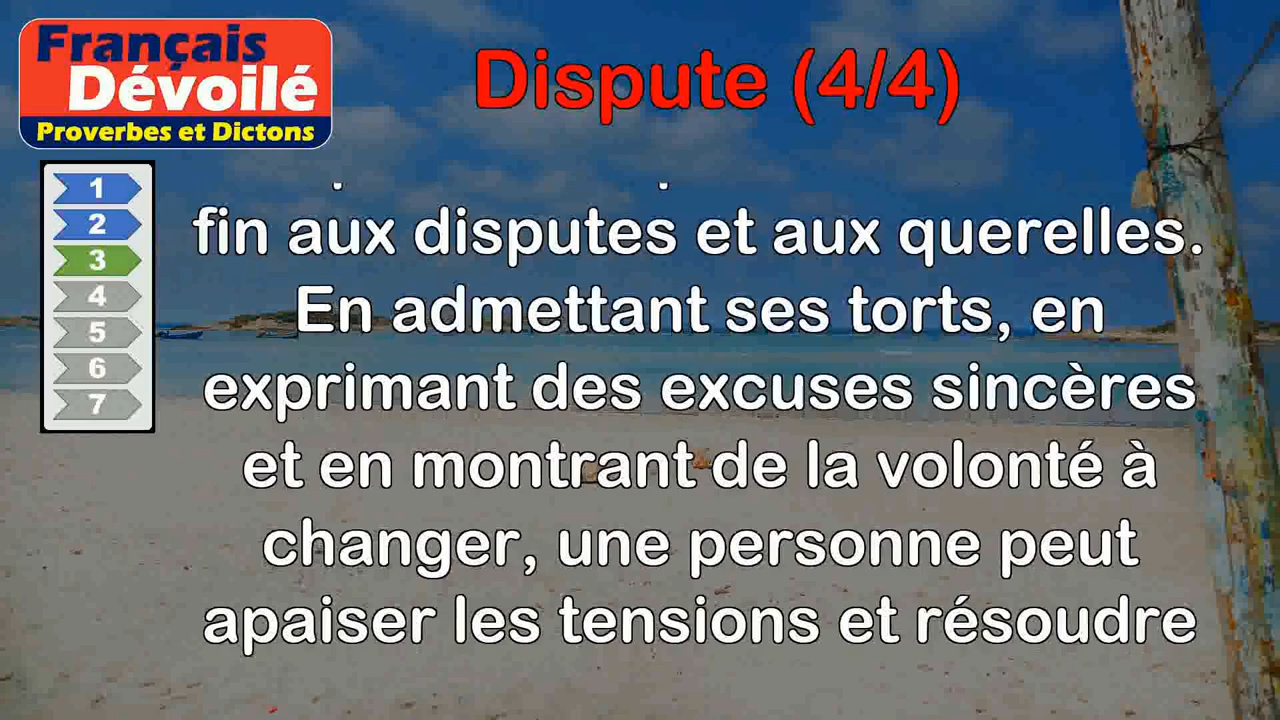 Français
Dévoilé
Proverbes et Dictons
Dispute (4/4)
1
2
3
4
5
6
7
fin aux disputes et aux querelles.
En admettant ses torts, en
exprimant des excuses sincères
et en montrant de la volonté à
changer, une personne peut
apaiser les tensions et résoudre